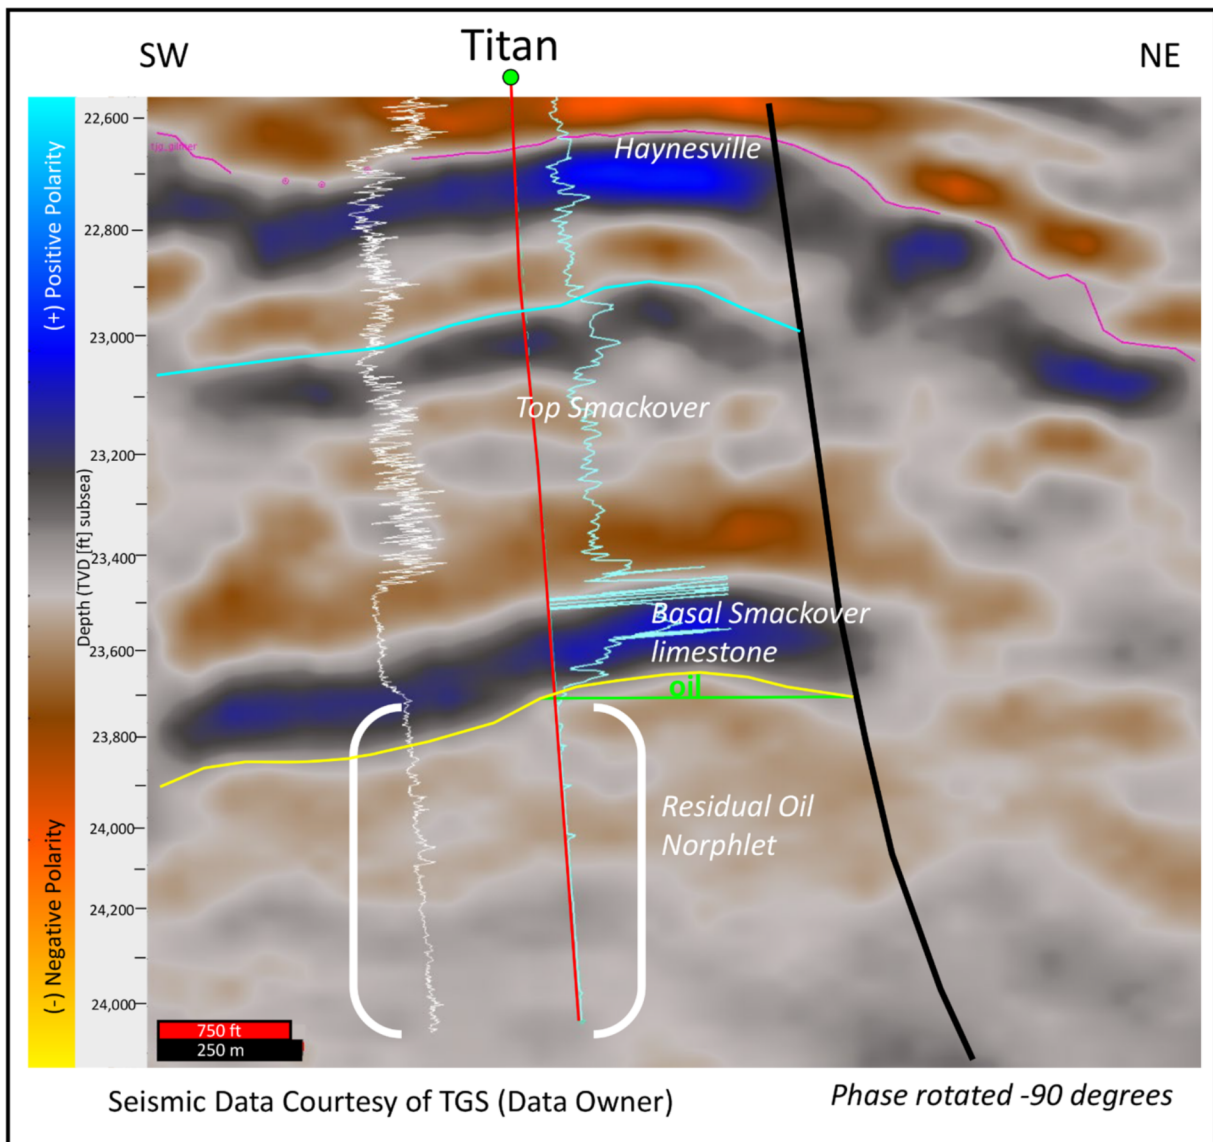 SW
Titan
NE
22,600
tjg_gilmer
Haynesville
22,800
23,000
Top Smackover
23,200
23,400
Basal Smackover
limestone
23,600
oil
23,800
Residual Oil
Norphlet
24,000
24,200
24,000
(+) Positive Polarity
(-) Negative Polarity
Depth (TVD [ft] subsea)
750 ft
250 m
Seismic Data Courtesy of TGS (Data Owner)
Phase rotated -90 degrees